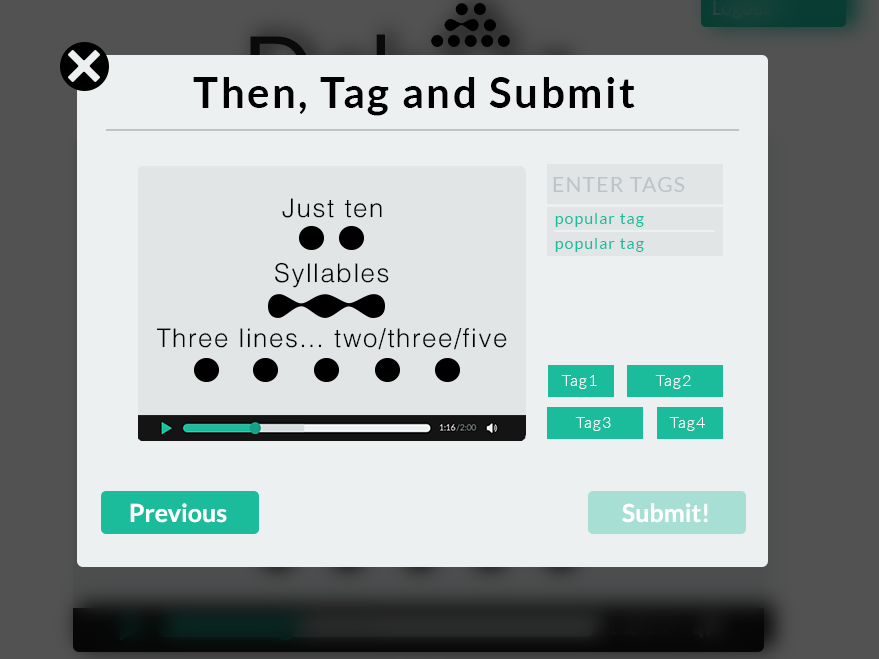 Then, Tag and Submit
Just ten
Syllables
Three lines... two/three/five
1:16/2:00
ENTER TAGS
popular tag
popular tag
Tag1 Tag2
Tag3 Tag4
Previous
Submit!